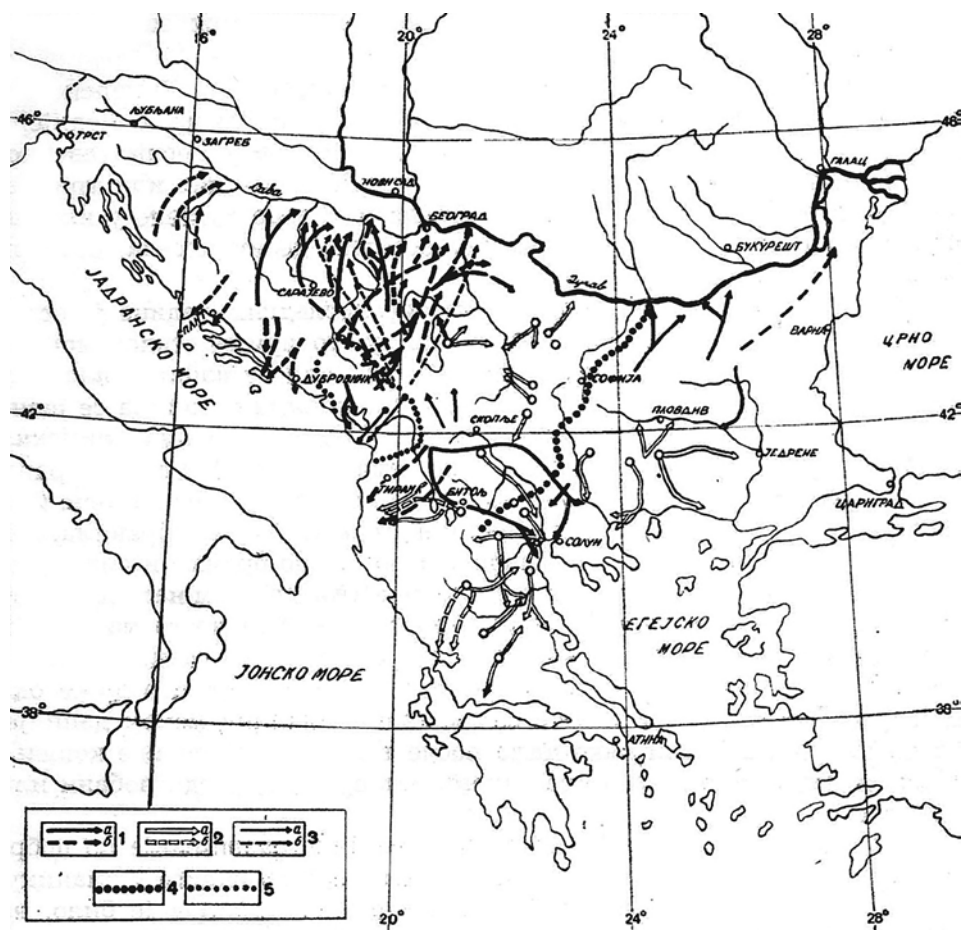 16°
20°
24°
28°
46°
46°
ЉУБЉАНА
ТРСТ
ЗАГРЕБ
НОВИ САД
ГАЛАЦ
Сава
БЕОГРАД
БУКУРЕШТ
САРАЈЕВО
Дунав
ЈАДРАНСКО МОРЕ
ВАРНА
ЦРНО
МОРЕ
ДУБРОВНИК
СОФИЈА
42°
42°
СКОПЉЕ
ПЛОВДИВ
ЈЕДРЕНЕ
ТИРАНА
БИТОЉ
ЦАРИГРАД
СОЛУН
ЕГЕЈСКО
МОРЕ
ЈОНСКО МОРЕ
38°
38°
АТИНА
а
б
1
а
б
2
а
б
3
4
5
20°
24°
28°